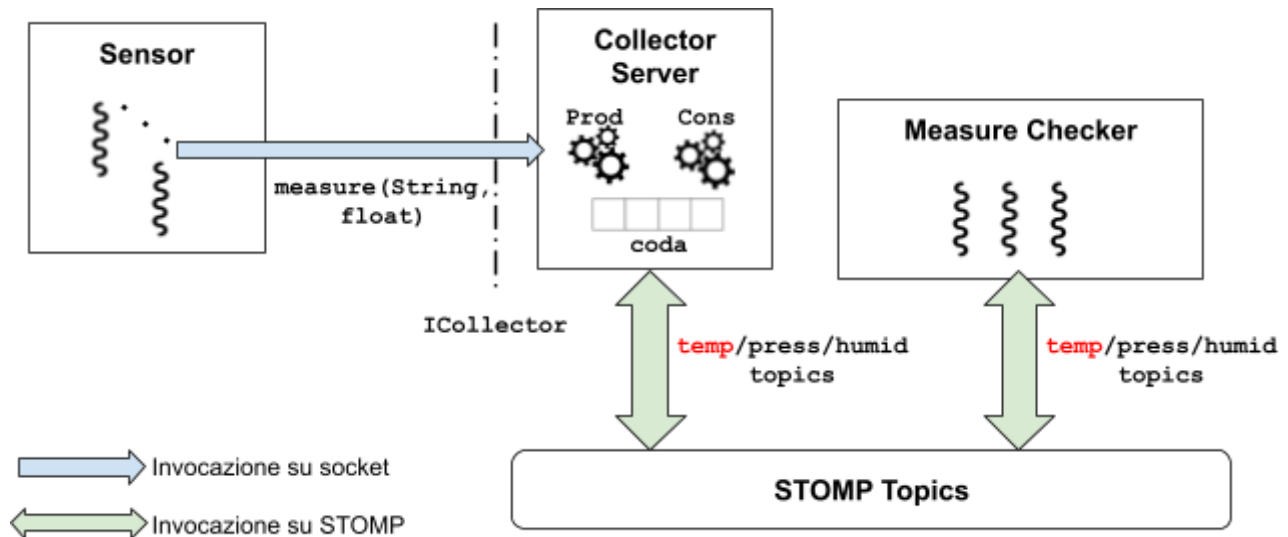 Sensor
measure(String,
float)
ICollector
Collector
Server
Prod
Cons
coda
Measure Checker
temp/press/humid
topics
temp/press/humid
topics
STOMP Topics
Invocazione su socket
Invocazione su STOMP